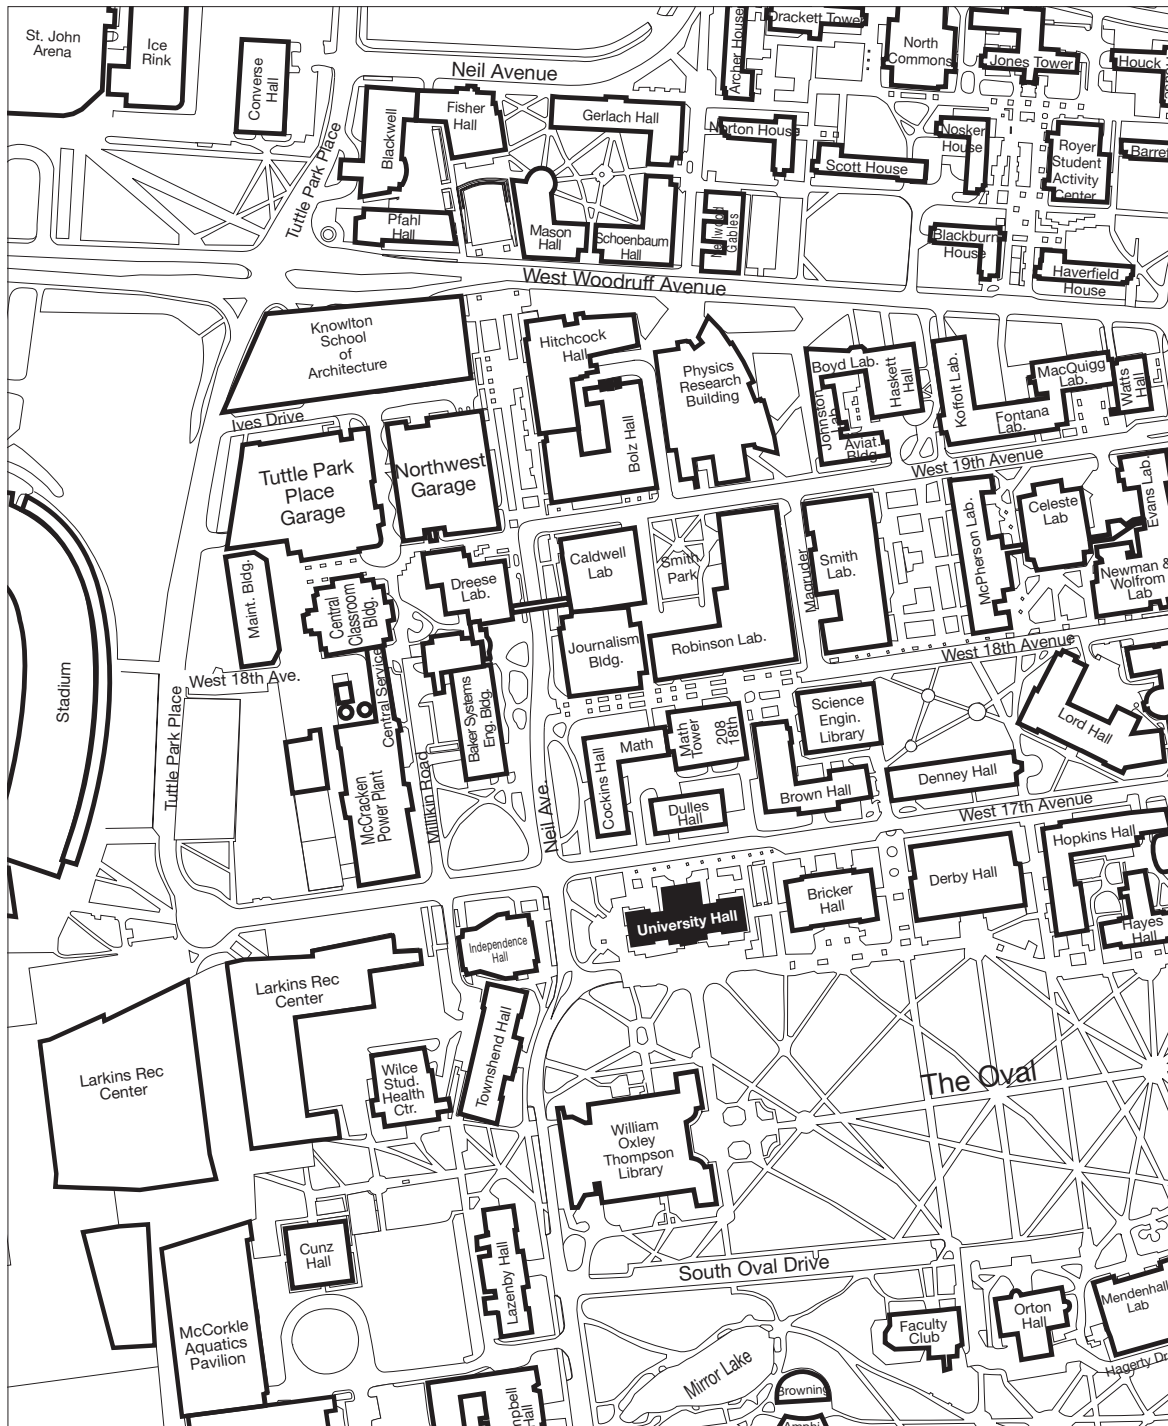 St. John
Arena
Ice
Rink
Converse
Hall
Neil Avenue
Archer House
Drackett Tower
North
Commons
Jones Tower
Houck
Tuttle Park Place
Blackwell
Fisher
Hall
Gerlach Hall
Norton House
Scott House
Nosker
House
Royer
Student
Activity
Center
Barret
Pfahl
Hall
Mason
Hall
Schoenbaum
Hall
Neilwood
Gables
Blackburn
House
Haverfield
House
West Woodruff Avenue
Knowlton
School
of
Architecture
Hitchcock
Hall
Physics
Research
Building
Boyd Lab.
Haskett
Hall
Johnston
Lab.
Aviat.
Bldg.
Koffolt Lab.
MacQuigg
Lab.
Watts
Hall
Fontana
Lab.
Ives Drive
Bolz Hall
Tuttle Park
Place
Garage
Northwest
Garage
West 19th Avenue
McPherson Lab.
Celeste
Lab
Evans Lab.
Maint. Bldg.
Central
Classroom
Bldg.
Dreese
Lab.
Caldwell
Lab
Smith
Park
Magruder
Smith
Lab.
Newman &
Wolfrom
Lab
Journalism
Bldg.
Robinson Lab.
West 18th Avenue
Stadium
West 18th Ave.
Tuttle Park Place
Central Service
Baker Systems
Eng. Bldg.
Science
Engin.
Library
Lord Hall
Cockins Hall
Math
Math
Tower
208
18th
McCracken
Power Plant
Millikin Road
Neil Ave.
Dulles
Hall
Brown Hall
Denney Hall
West 17th Avenue
Hopkins Hall
University Hall
Bricker
Hall
Derby Hall
Hayes
Hall
Independence
Hall
Larkins Rec
Center
Townshend Hall
Larkins Rec
Center
Wilce
Stud.
Health
Ctr.
The Oval
William
Oxley
Thompson
Library
Cunz
Hall
Lazenby Hall
South Oval Drive
McCorkle
Aquatics
Pavilion
Faculty
Club
Orton
Hall
Mendenhall
Lab
Hagerty Dr
Mirror Lake
Browning
Amphi
mpbell
Hall